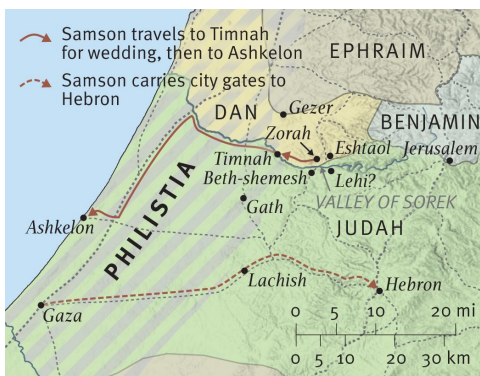 Samson travels to Timnah
for wedding, then to Ashkelon
Samson carries city gates to
Hebron
EPHRAIM
DAN
Gezer
BENJAMIN
Zorah
Eshtaol
Jerusalem
Timnah
Beth-shemesh
Lehi?
VALLEY OF SOREK
PHILISTIA
Gath
JUDAH
Ashkelon
Lachish
Hebron
Gaza
0 5 10 20 mi
0 5 10 20 30 km